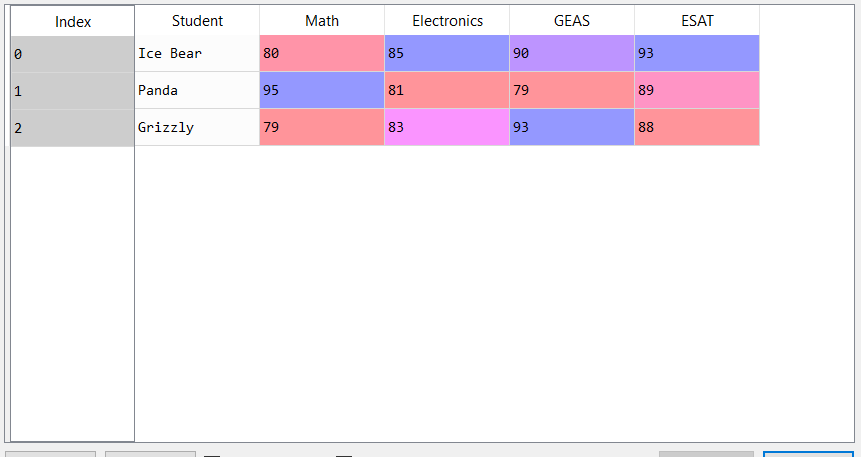 Index Student Math Electronics GEAS ESAT
0 Ice Bear 80 85 90 93
1 Panda 95 81 79 89
2 Grizzly 79 83 93 88